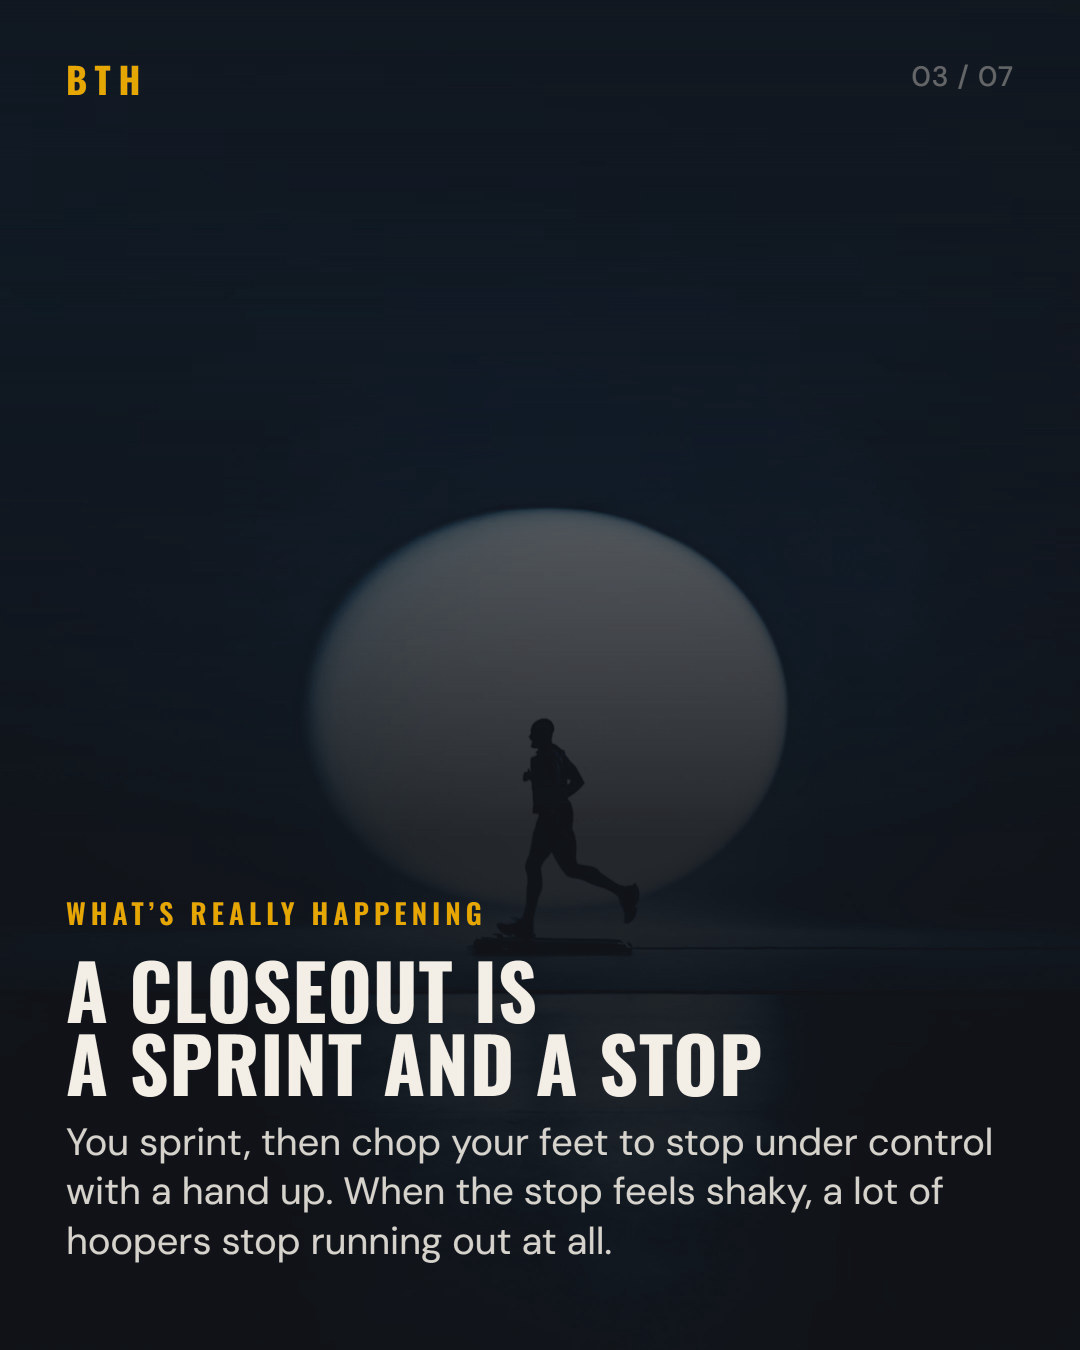 BTH
03 / 07
WHAT’S REALLY HAPPENING
A CLOSEOUT IS
A SPRINT AND A STOP
You sprint, then chop your feet to stop under control
with a hand up. When the stop feels shaky, a lot of
hoopers stop running out at all.